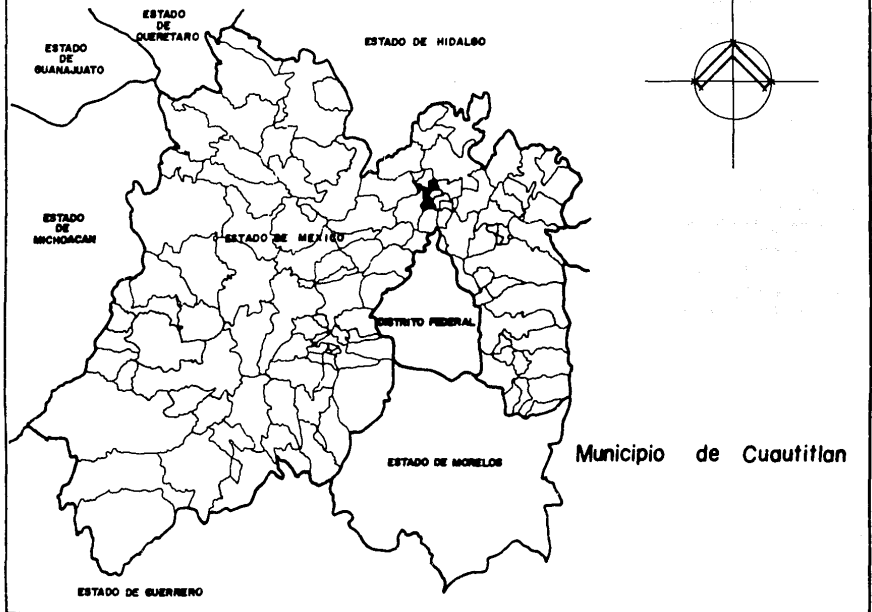 ESTADO
DE
QUERETARO
ESTADO
DE
GUANAJUATO
ESTADO DE HIDALGO
ESTADO
DE
MICHOACAN
ESTADO DE MEXICO
DISTRITO FEDERAL
ESTADO DE MORELOS
Municipio de Cuautitlan
ESTADO DE GUERRERO